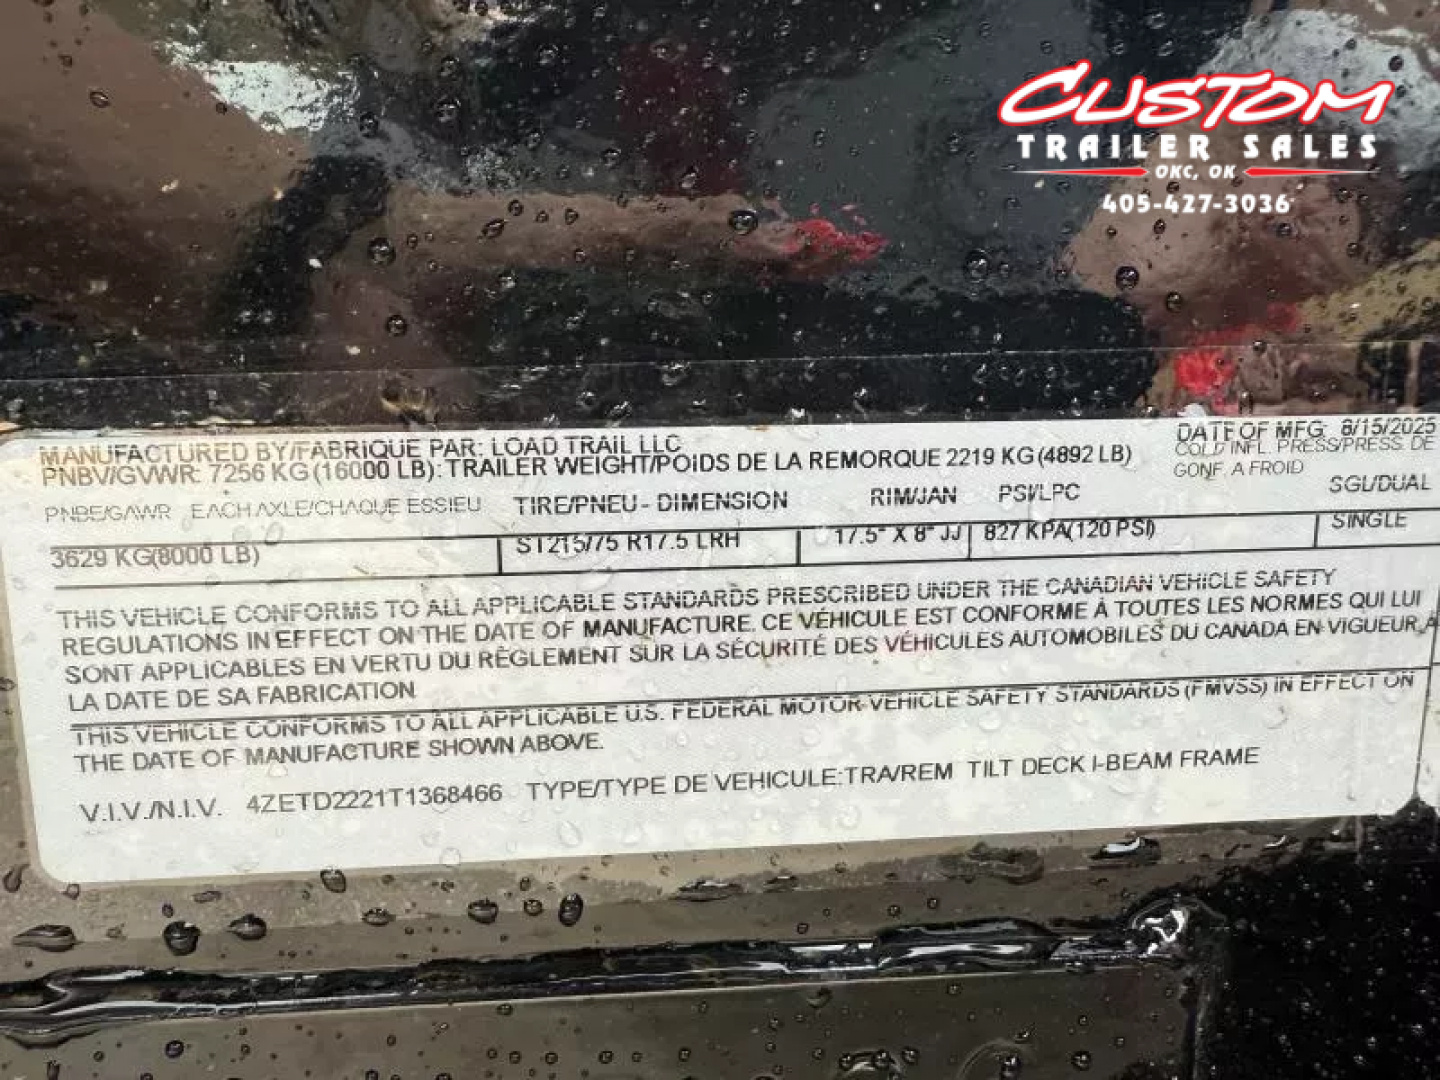 CUSTOM
TRAILER SALES
OKC, OK
405-427-3036
MANUFACTURED BY/FABRIQUE PAR: LOAD TRAIL LLC
DATE OF MFG: 8/15/2025
PNBV/GVWR: 7256 KG (16000 LB): TRAILER WEIGHT/POIDS DE LA REMORQUE 2219 KG (4892 LB)
COLD INFL. PRESS/PRESS. DE
GONF. A FROID
PNBE/GAWR EACH AXLE/CHAQUE ESSIEU TIRE/PNEU - DIMENSION RIM/JAN PSI/LPC SGL/DUAL
3629 KG(8000 LB) ST215/75 R17.5 LRH 17.5" X 8" JJ 827 KPA(120 PSI) SINGLE
THIS VEHICLE CONFORMS TO ALL APPLICABLE STANDARDS PRESCRIBED UNDER THE CANADIAN VEHICLE SAFETY
REGULATIONS IN EFFECT ON THE DATE OF MANUFACTURE. CE VÉHICULE EST CONFORME À TOUTES LES NORMES QUI LUI
SONT APPLICABLES EN VERTU DU RÈGLEMENT SUR LA SÉCURITÉ DES VÉHICULES AUTOMOBILES DU CANADA EN VIGUEUR A
LA DATE DE SA FABRICATION
THIS VEHICLE CONFORMS TO ALL APPLICABLE U.S. FEDERAL MOTOR VEHICLE SAFETY STANDARDS (FMVSS) IN EFFECT ON
THE DATE OF MANUFACTURE SHOWN ABOVE.
V.I.V./N.I.V. 4ZETD2221T1368466 TYPE/TYPE DE VEHICULE:TRA/REM TILT DECK I-BEAM FRAME